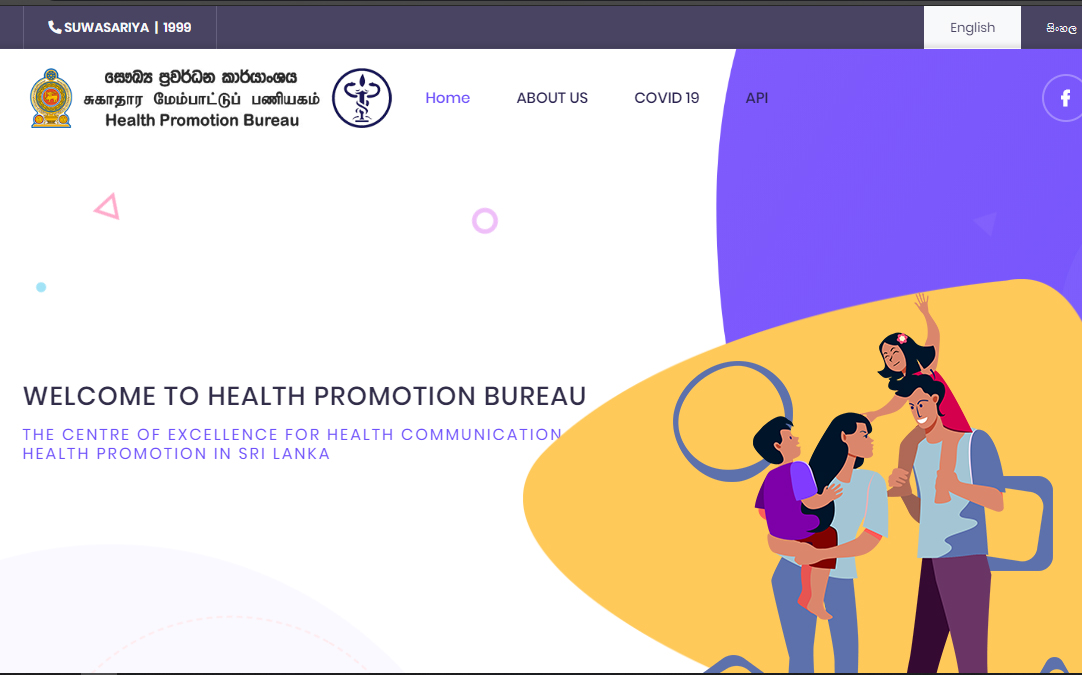 SUWASARIYA | 1999
English
සිංහල
සෞඛ්‍ය ප්‍රවර්ධන කාර්යාංශය
சுகாதார மேம்பாட்டுப் பணியகம்
Health Promotion Bureau
Home
ABOUT US
COVID 19
API
WELCOME TO HEALTH PROMOTION BUREAU
THE CENTRE OF EXCELLENCE FOR HEALTH COMMUNICATION
HEALTH PROMOTION IN SRI LANKA